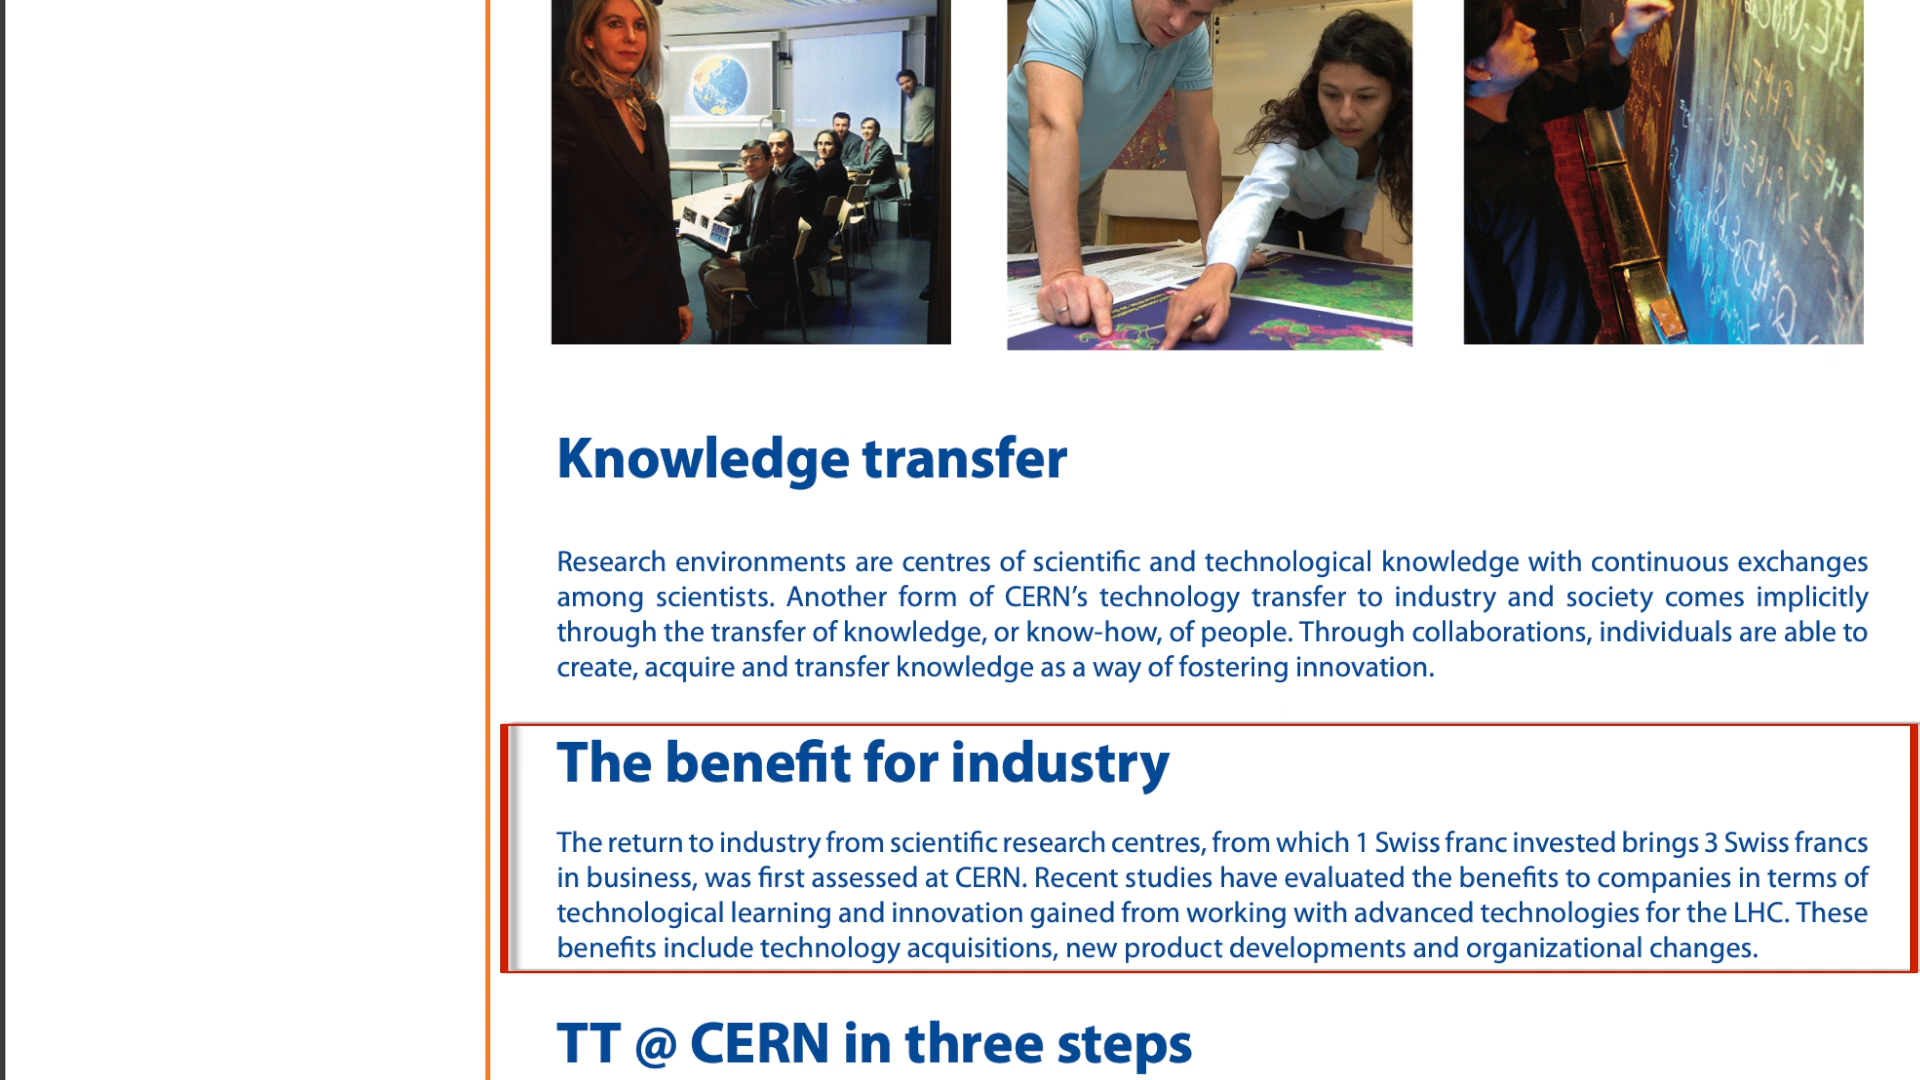 Knowledge transfer
Research environments are centres of scientific and technological knowledge with continuous exchanges
among scientists. Another form of CERN’s technology transfer to industry and society comes implicitly
through the transfer of knowledge, or know-how, of people. Through collaborations, individuals are able to
create, acquire and transfer knowledge as a way of fostering innovation.
The benefit for industry
The return to industry from scientific research centres, from which 1 Swiss franc invested brings 3 Swiss francs
in business, was first assessed at CERN. Recent studies have evaluated the benefits to companies in terms of
technological learning and innovation gained from working with advanced technologies for the LHC. These
benefits include technology acquisitions, new product developments and organizational changes.
TT @ CERN in three steps